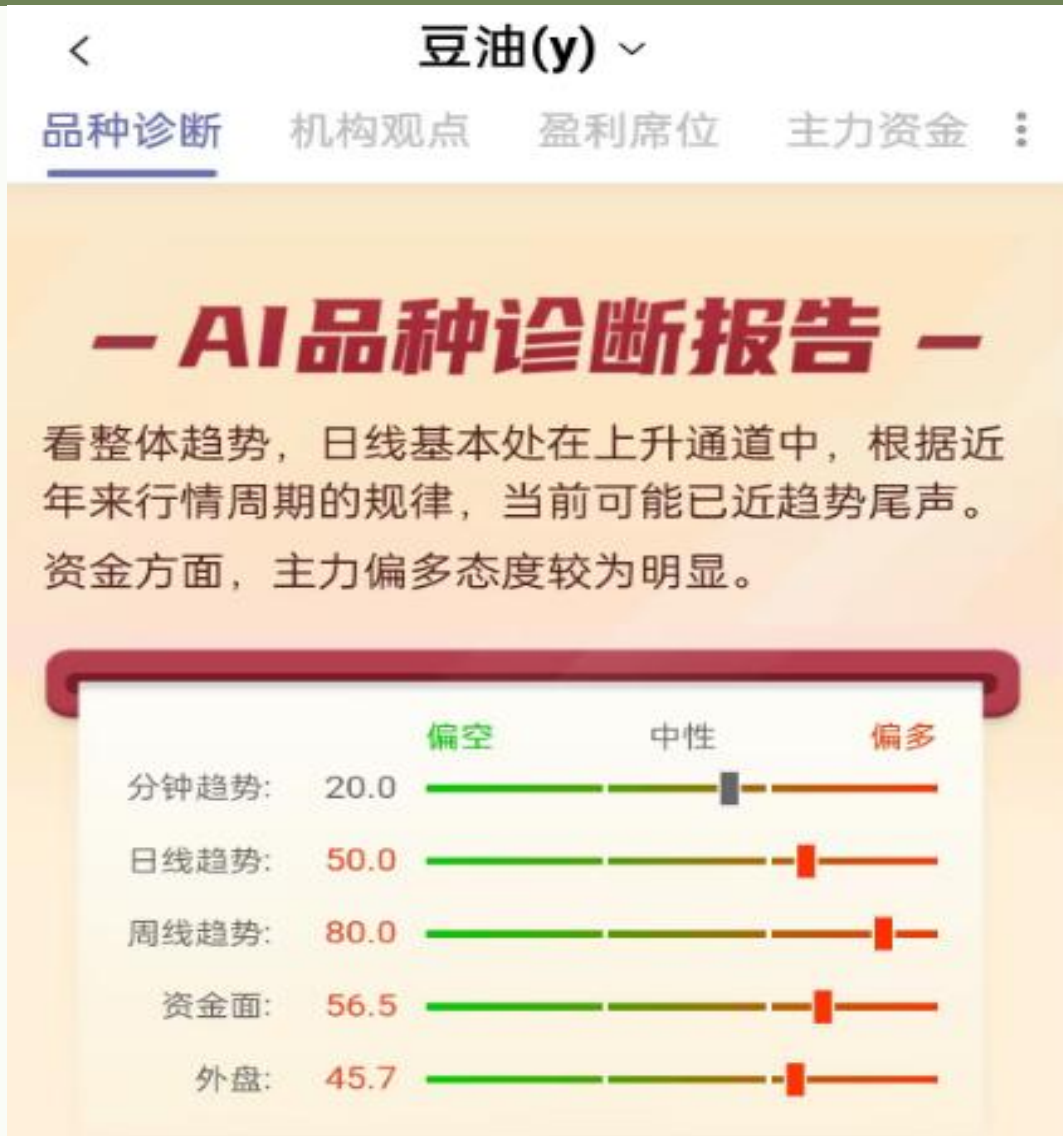 豆油(y)
品种诊断 机构观点 盈利席位 主力资金
AI品种诊断报告
看整体趋势，日线基本处在上升通道中，根据近
年来行情周期的规律，当前可能已近趋势尾声。
资金方面，主力偏多态度较为明显。
偏空 中性 偏多
分钟趋势: 20.0
日线趋势: 50.0
周线趋势: 80.0
资金面: 56.5
外盘: 45.7